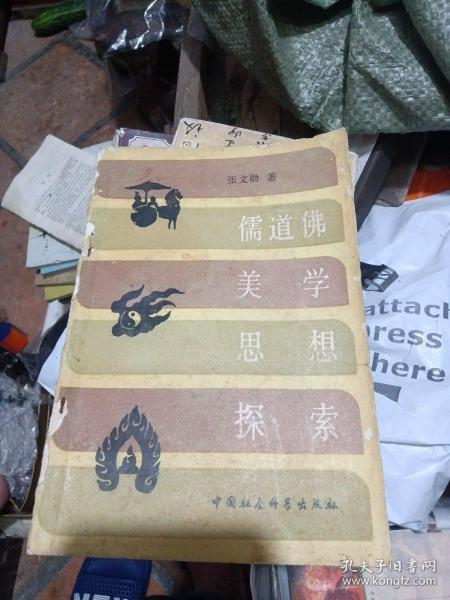 张文勋 著
儒道佛
美学
思想
探索
中国社会科学出版社
attach
press
here
孔夫子旧书网
www.kongfz.com